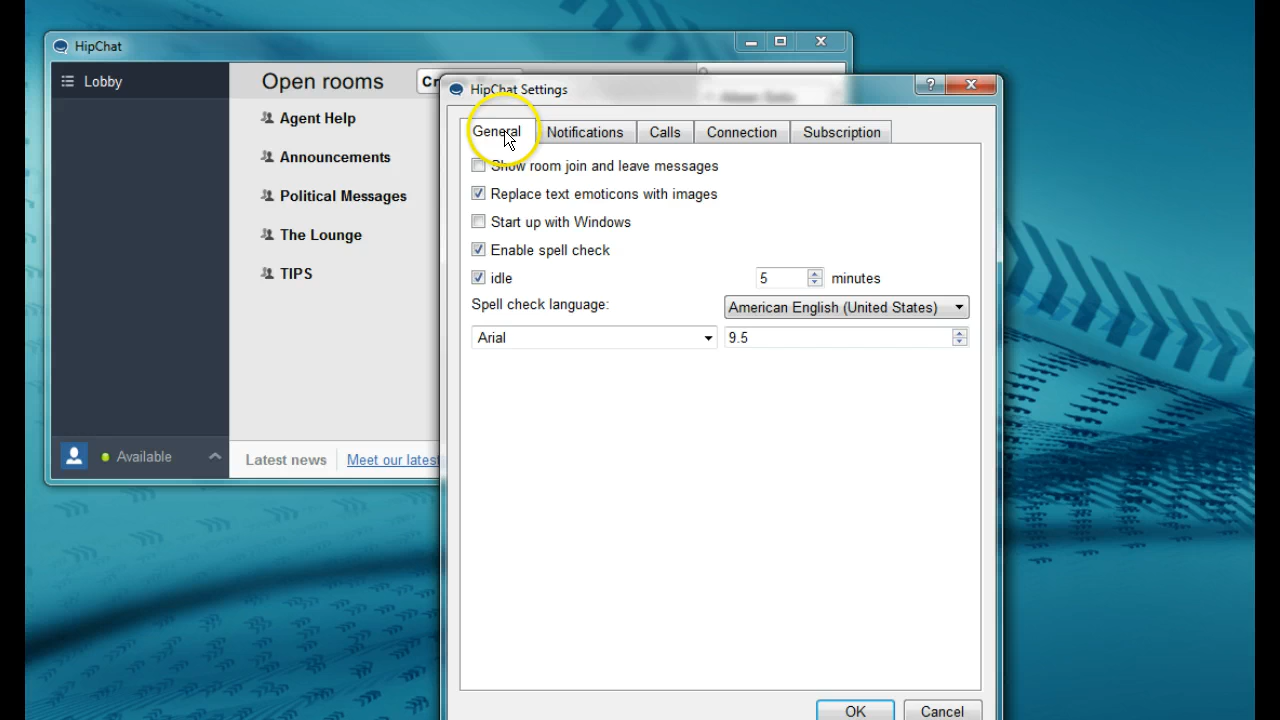 HipChat
Lobby
Open rooms
Agent Help
Announcements
Political Messages
The Lounge
TIPS
Available
Latest news
Meet our latest
HipChat Settings
General Notifications Calls Connection Subscription
Show room join and leave messages
Replace text emoticons with images
Start up with Windows
Enable spell check
idle 5 minutes
Spell check language: American English (United States)
Arial 9.5
OK Cancel